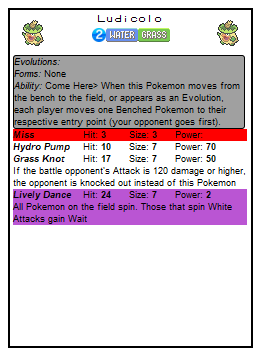 Ludicolo
2 WATER GRASS
Evolutions:
Forms: None
Ability: Come Here> When this Pokemon moves from
the bench to the field, or appears as an Evolution,
each player moves one Benched Pokemon to their
respective entry point (your opponent goes first).
Miss Hit: 3 Size: 3 Power:
Hydro Pump Hit: 10 Size: 7 Power: 70
Grass Knot Hit: 17 Size: 7 Power: 50
If the battle opponent's Attack is 120 damage or higher,
the opponent is knocked out instead of this Pokemon
Lively Dance Hit: 24 Size: 7 Power: 2
All Pokemon on the field spin. Those that spin White
Attacks gain Wait